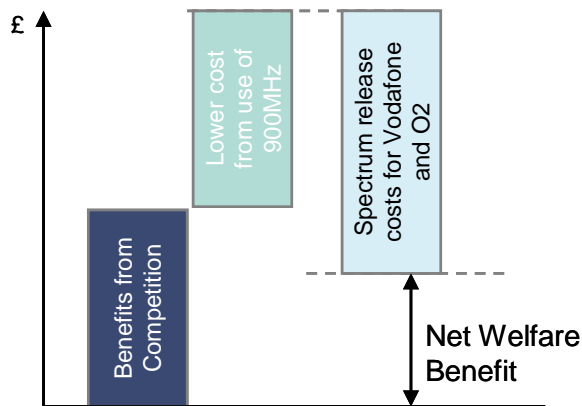 £
Benefits from
Competition
Lower cost
from use of
900MHz
Spectrum release
costs for Vodafone
and O2
Net Welfare
Benefit